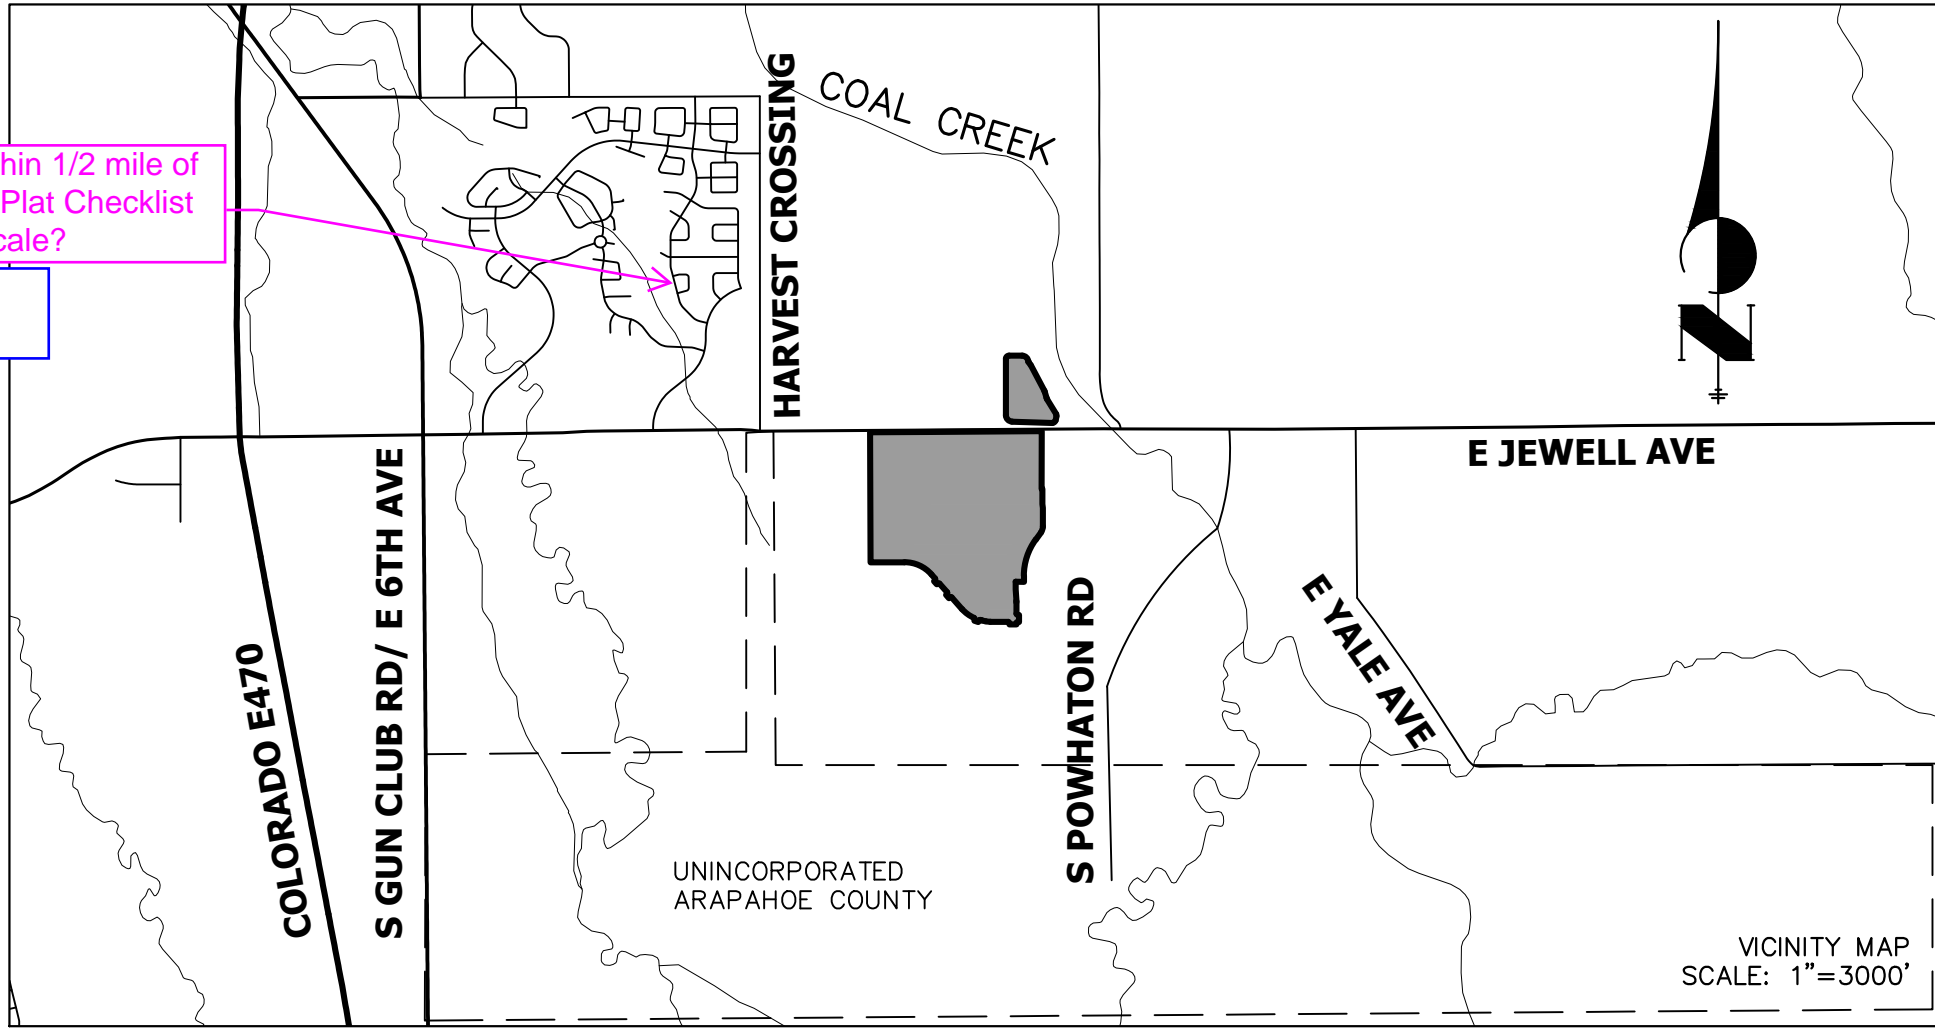 HARVEST CROSSING
COAL CREEK
hin 1/2 mile of
Plat Checklist
cale?
N
E JEWELL AVE
COLORADO E470
S GUN CLUB RD/ E 6TH AVE
S POWHATON RD
E YALE AVE
UNINCORPORATED
ARAPAHOE COUNTY
VICINITY MAP
SCALE: 1"=3000'